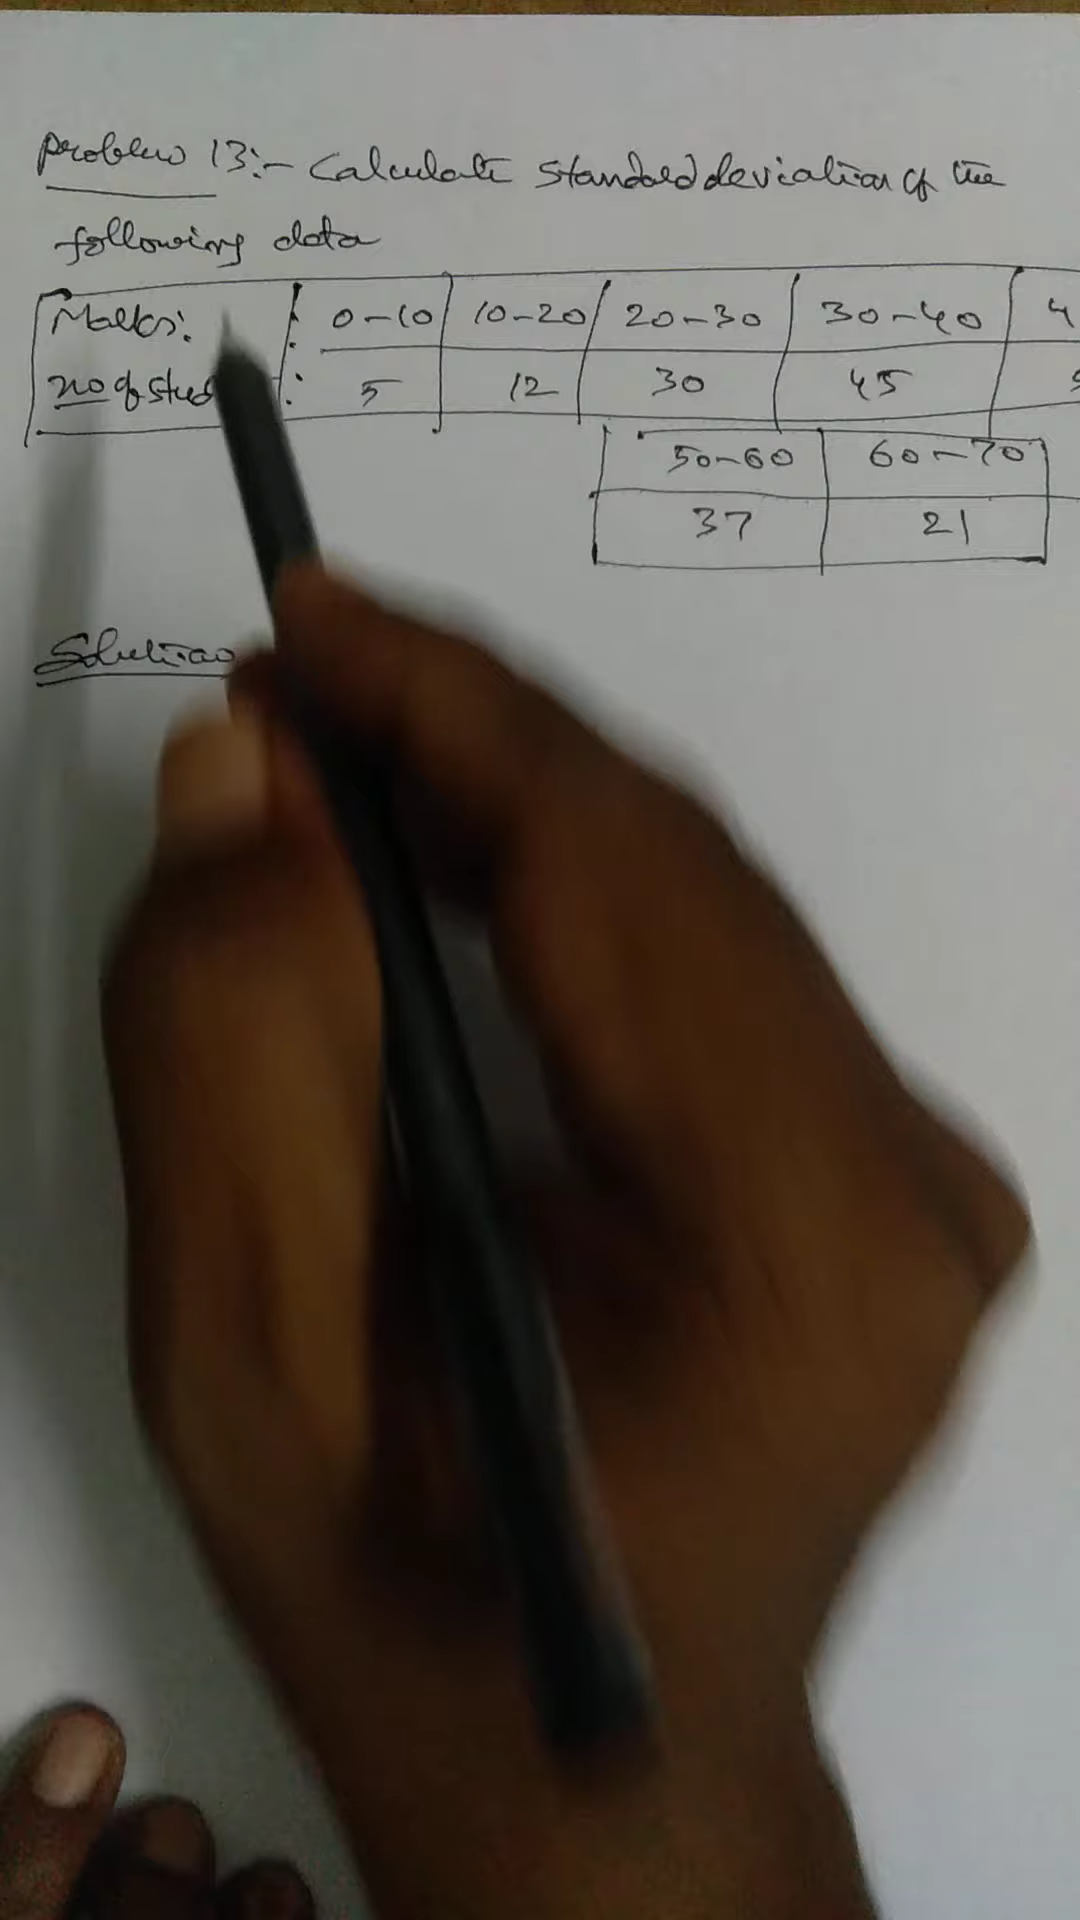 Problem 13:- Calculate standard deviation of the
following data
Marks: : 0-10 10-20 20-30 30-40 4
no of stud : 5 12 30 45
50-60 60-70
37 21
Solution